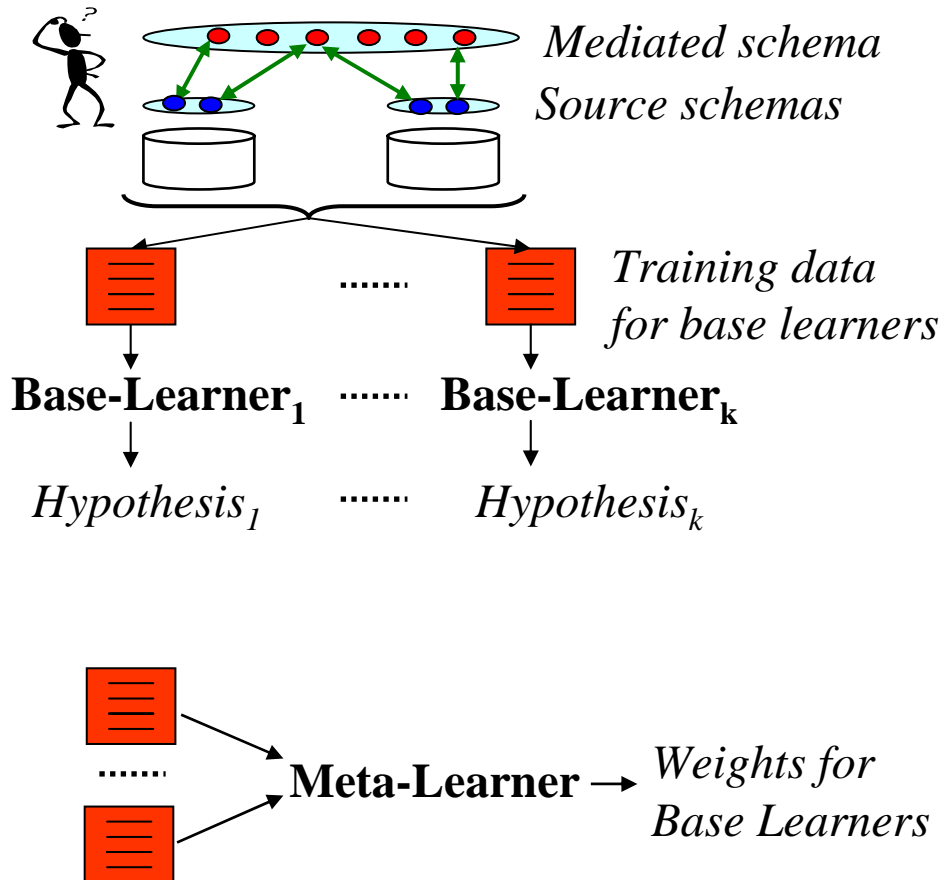 ?
Mediated schema
Source schemas
Training data
for base learners
Base-Learner1 ....... Base-Learnerk
Hypothesis1 ....... Hypothesisk
Meta-Learner
Weights for
Base Learners